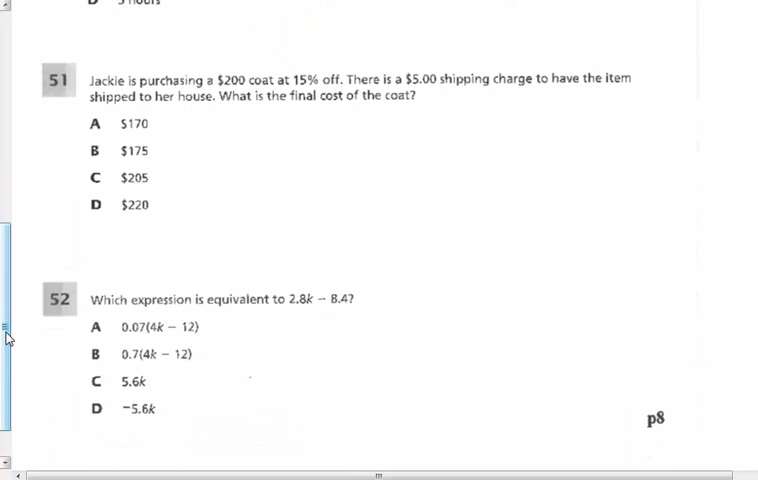 D 3 hours
51 Jackie is purchasing a $200 coat at 15% off. There is a $5.00 shipping charge to have the item
shipped to her house. What is the final cost of the coat?
A $170
B $175
C $205
D $220
52 Which expression is equivalent to 2.8k − 8.4?
A 0.07(4k − 12)
B 0.7(4k − 12)
C 5.6k
D −5.6k
p8